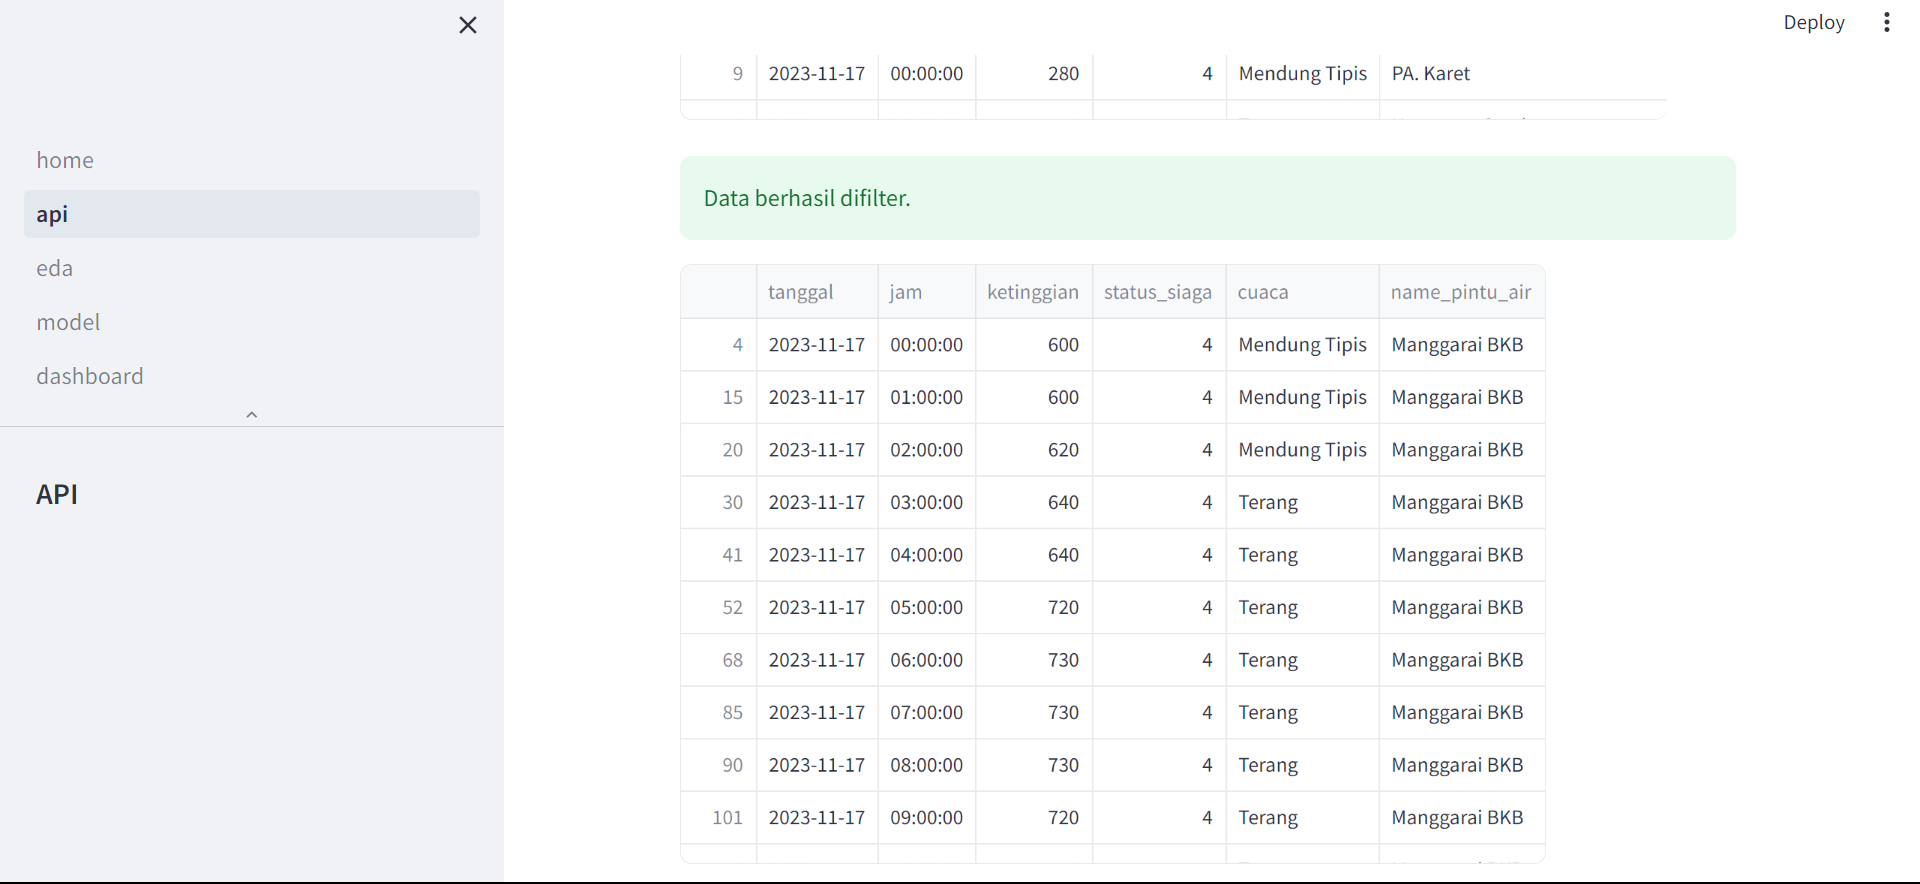 Deploy
home
api
eda
model
dashboard
API
9 2023-11-17 00:00:00 280 4 Mendung Tipis PA. Karet
Data berhasil difilter.
tanggal jam ketinggian status_siaga cuaca name_pintu_air
4 2023-11-17 00:00:00 600 4 Mendung Tipis Manggarai BKB
15 2023-11-17 01:00:00 600 4 Mendung Tipis Manggarai BKB
20 2023-11-17 02:00:00 620 4 Mendung Tipis Manggarai BKB
30 2023-11-17 03:00:00 640 4 Terang Manggarai BKB
41 2023-11-17 04:00:00 640 4 Terang Manggarai BKB
52 2023-11-17 05:00:00 720 4 Terang Manggarai BKB
68 2023-11-17 06:00:00 730 4 Terang Manggarai BKB
85 2023-11-17 07:00:00 730 4 Terang Manggarai BKB
90 2023-11-17 08:00:00 730 4 Terang Manggarai BKB
101 2023-11-17 09:00:00 720 4 Terang Manggarai BKB